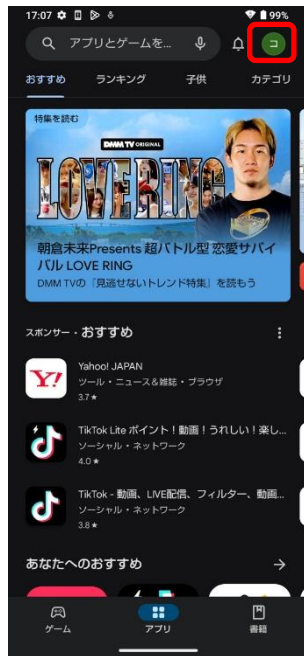 17:07
99%
アプリとゲームを...
コ
おすすめ
ランキング
子供
カテゴリ
特集を読む
DMM TV ORIGINAL
LOVE RING
朝倉未来Presents 超バトル型 恋愛サバイ
バル LOVE RING
DMM TVの『見逃せないトレンド特集』を読もう
スポンサー・おすすめ
Yahoo! JAPAN
ツール・ニュース&雑誌・ブラウザ
3.7★
TikTok Lite ポイント！動画！うれしい！楽し...
ソーシャル・ネットワーク
4.0★
TikTok - 動画、LIVE配信、フィルター、動画...
ソーシャル・ネットワーク
3.8★
あなたへのおすすめ
ゲーム
アプリ
書籍